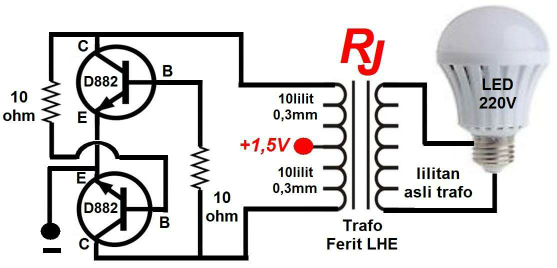 C
B
D882
E
10
ohm
E
D882
B
C
10
ohm
RJ
10lilit
0,3mm
+1,5V
10lilit
0,3mm
Trafo
Ferit LHE
LED
220V
lilitan
asli trafo